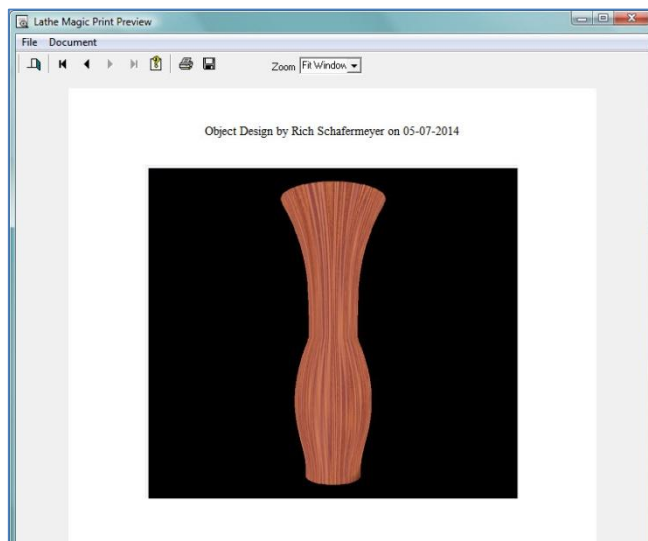 Lathe Magic Print Preview
File Document
Zoom Fit Window
Object Design by Rich Schafermeyer on 05-07-2014